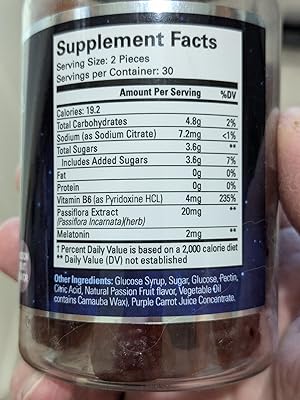 Supplement Facts
Serving Size: 2 Pieces
Servings per Container: 30
Amount Per Serving %DV
Calories: 19.2
Total Carbohydrates 4.8g 2%
Sodium (as Sodium Citrate) 7.2mg <1%
Total Sugars 3.6g **
Includes Added Sugars 3.6g 7%
Fat 0g 0%
Protein 0g 0%
Vitamin B6 (as Pyridoxine HCL) 4mg 235%
Passiflora Extract 20mg **
(Passiflora Incarnata)(herb)
Melatonin 2mg **
† Percent Daily Value is based on a 2,000 calorie diet
** Daily Value (DV) not established
Other Ingredients: Glucose Syrup, Sugar, Glucose, Pectin,
Citric Acid, Natural Passion Fruit flavor, Vegetable Oil
(contains Carnauba Wax), Purple Carrot Juice Concentrate.